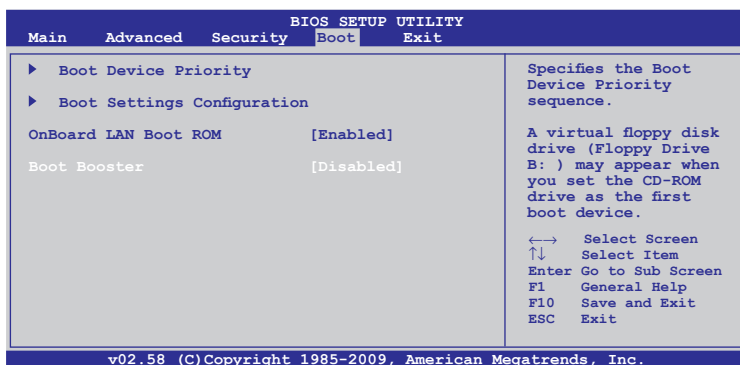 BIOS SETUP UTILITY
Main Advanced Security Boot Exit
Boot Device Priority
Boot Settings Configuration
OnBoard LAN Boot ROM [Enabled]
Boot Booster [Disabled]
Specifies the Boot
Device Priority
sequence.
A virtual floppy disk
drive (Floppy Drive
B: ) may appear when
you set the CD-ROM
drive as the first
boot device.
←→ Select Screen
↑↓ Select Item
Enter Go to Sub Screen
F1 General Help
F10 Save and Exit
ESC Exit
v02.58 (C)Copyright 1985-2009, American Megatrends, Inc.